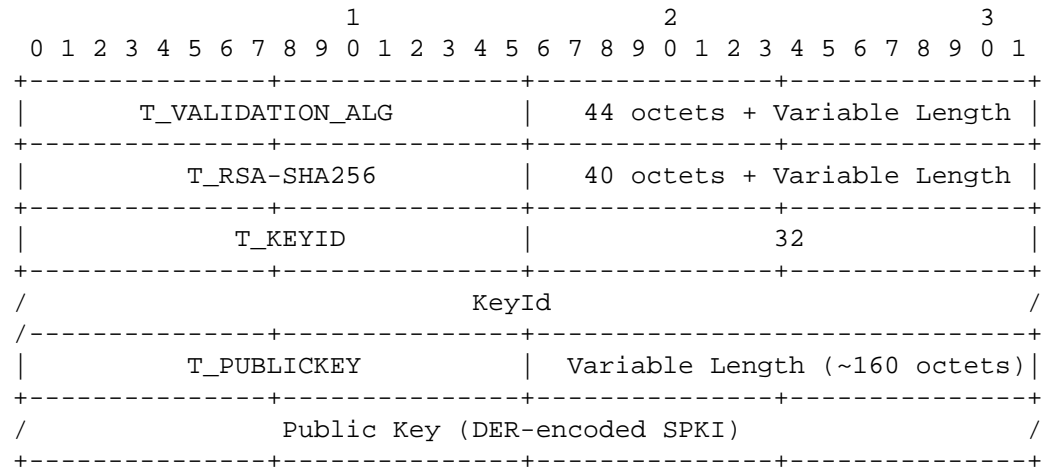 1                   2                   3
 0 1 2 3 4 5 6 7 8 9 0 1 2 3 4 5 6 7 8 9 0 1 2 3 4 5 6 7 8 9 0 1
+---------------+---------------+---------------+---------------+
|       T_VALIDATION_ALG        |   44 octets + Variable Length |
+---------------+---------------+---------------+---------------+
|          T_RSA-SHA256         |   40 octets + Variable Length |
+---------------+---------------+---------------+---------------+
|             T_KEYID           |               32              |
+---------------+---------------+---------------+---------------+
/                            KeyId                              /
/---------------+---------------+-------------------------------+
|          T_PUBLICKEY          |  Variable Length (~160 octets)|
+---------------+---------------+---------------+---------------+
/                Public Key (DER-encoded SPKI)                  /
+---------------+---------------+---------------+---------------+